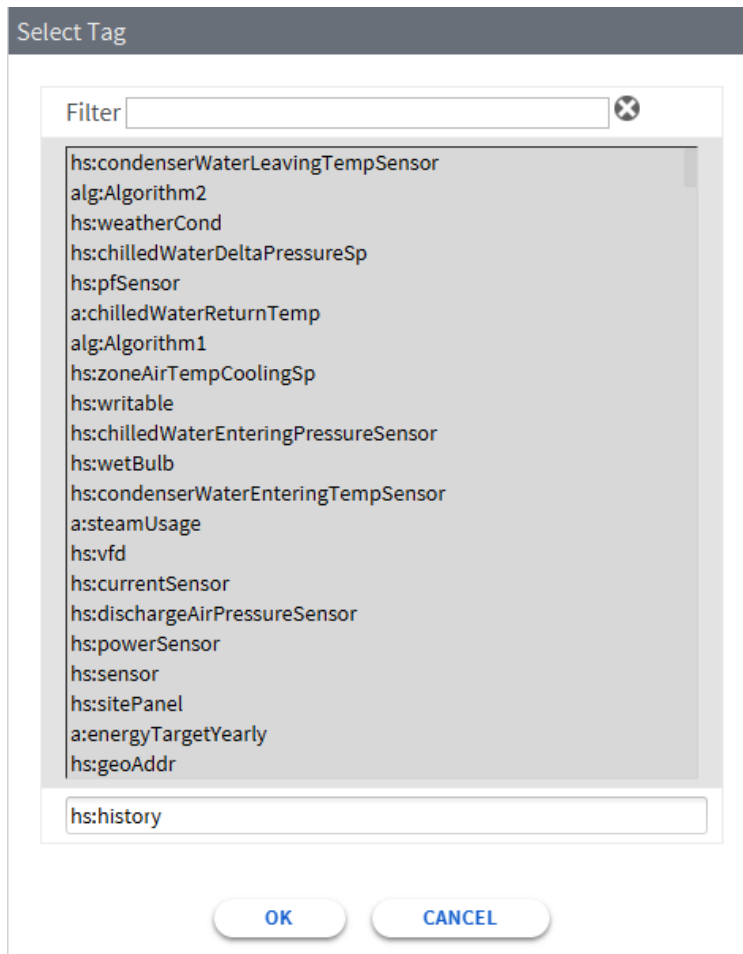 Select Tag
Filter
hs:condenserWaterLeavingTempSensor
alg:Algorithm2
hs:weatherCond
hs:chilledWaterDeltaPressureSp
hs:pfSensor
a:chilledWaterReturnTemp
alg:Algorithm1
hs:zoneAirTempCoolingSp
hs:writable
hs:chilledWaterEnteringPressureSensor
hs:wetBulb
hs:condenserWaterEnteringTempSensor
a:steamUsage
hs:vfd
hs:currentSensor
hs:dischargeAirPressureSensor
hs:powerSensor
hs:sensor
hs:sitePanel
a:energyTargetYearly
hs:geoAddr
hs:history
OK CANCEL